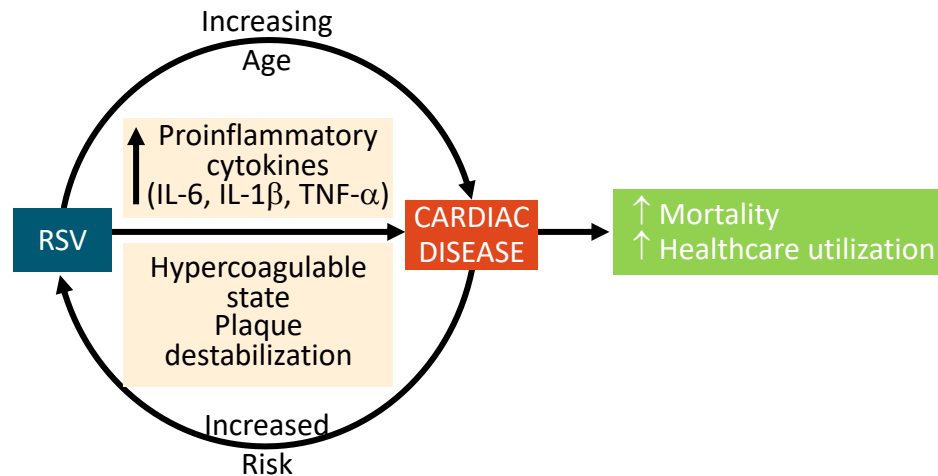 Increasing
Age
↑ Proinflammatory
cytokines
(IL-6, IL-1β, TNF-α)
RSV
CARDIAC
DISEASE
↑ Mortality
↑ Healthcare utilization
Hypercoagulable
state
Plaque
destabilization
Increased
Risk